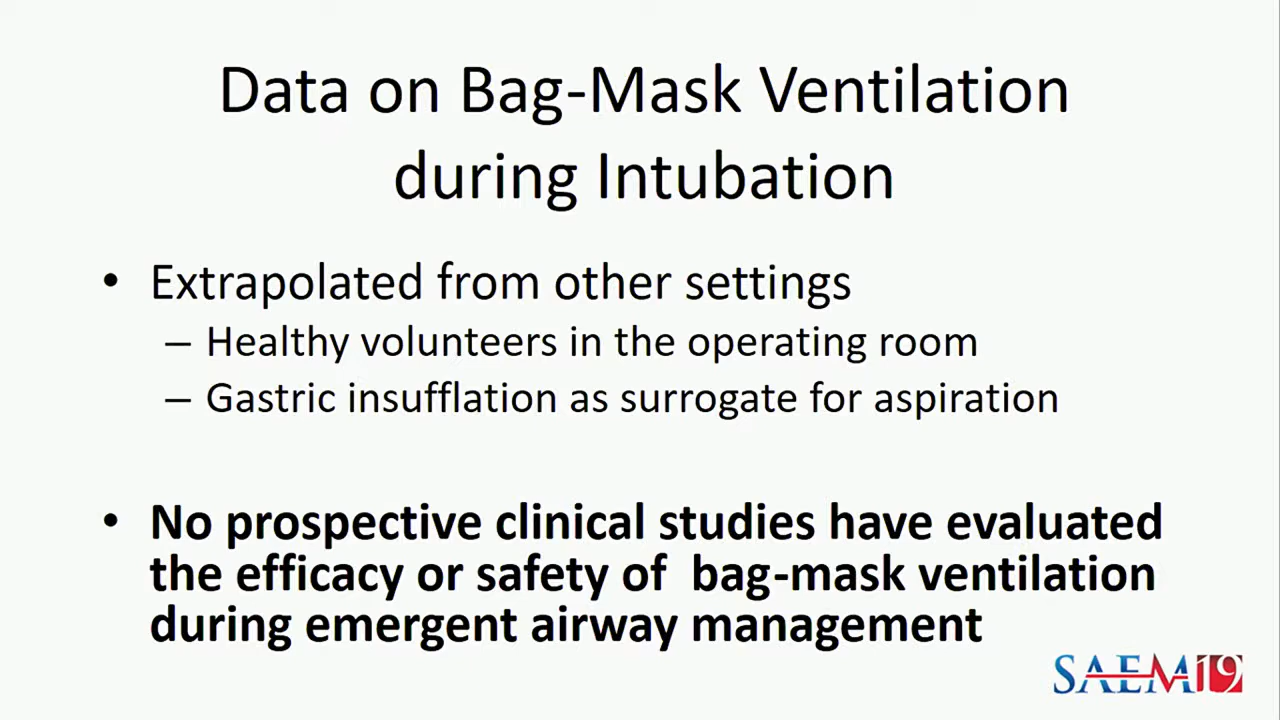 Data on Bag-Mask Ventilation
during Intubation
• Extrapolated from other settings
– Healthy volunteers in the operating room
– Gastric insufflation as surrogate for aspiration
• No prospective clinical studies have evaluated
the efficacy or safety of  bag-mask ventilation
during emergent airway management
SAEM19